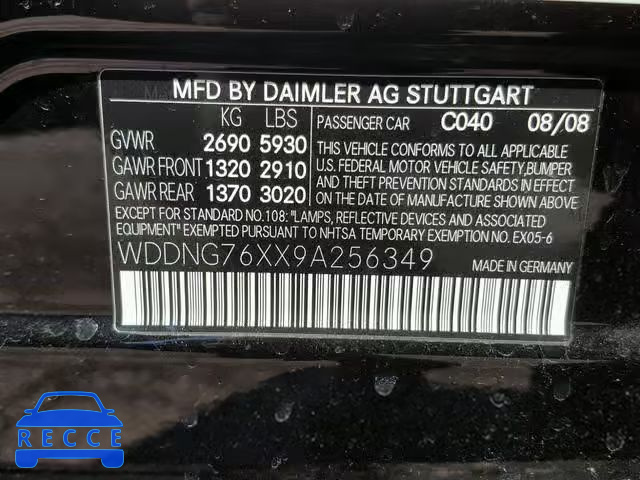 MFD BY DAIMLER AG STUTTGART
KG LBS
PASSENGER CAR C040 08/08
GVWR 2690 5930
GAWR FRONT 1320 2910
GAWR REAR 1370 3020
THIS VEHICLE CONFORMS TO ALL APPLICABLE
U.S. FEDERAL MOTOR VEHICLE SAFETY, BUMPER
AND THEFT PREVENTION STANDARDS IN EFFECT
ON THE DATE OF MANUFACTURE SHOWN ABOVE.
EXCEPT FOR STANDARD NO.108: "LAMPS, REFLECTIVE DEVICES AND ASSOCIATED
EQUIPMENT" EXEMTED PURSUANT TO NHTSA TEMPORARY EXEMPTION NO. EX05-6
WDDNG76XX9A256349
MADE IN GERMANY
RECCE